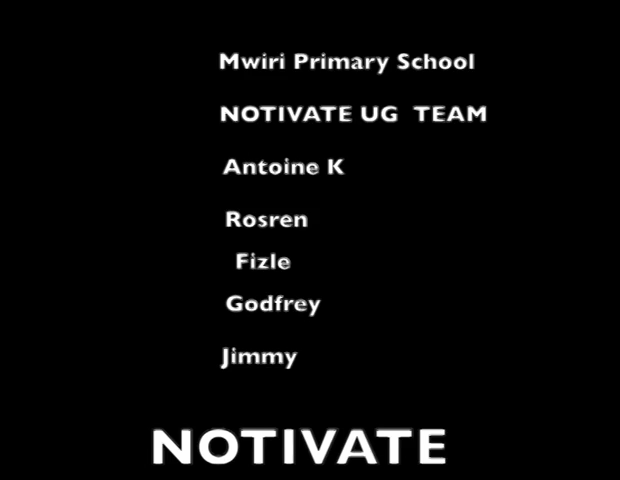 Mwiri Primary School
NOTIVATE UG TEAM
Antoine K
Rosren
Fizle
Godfrey
Jimmy
NOTIVATE